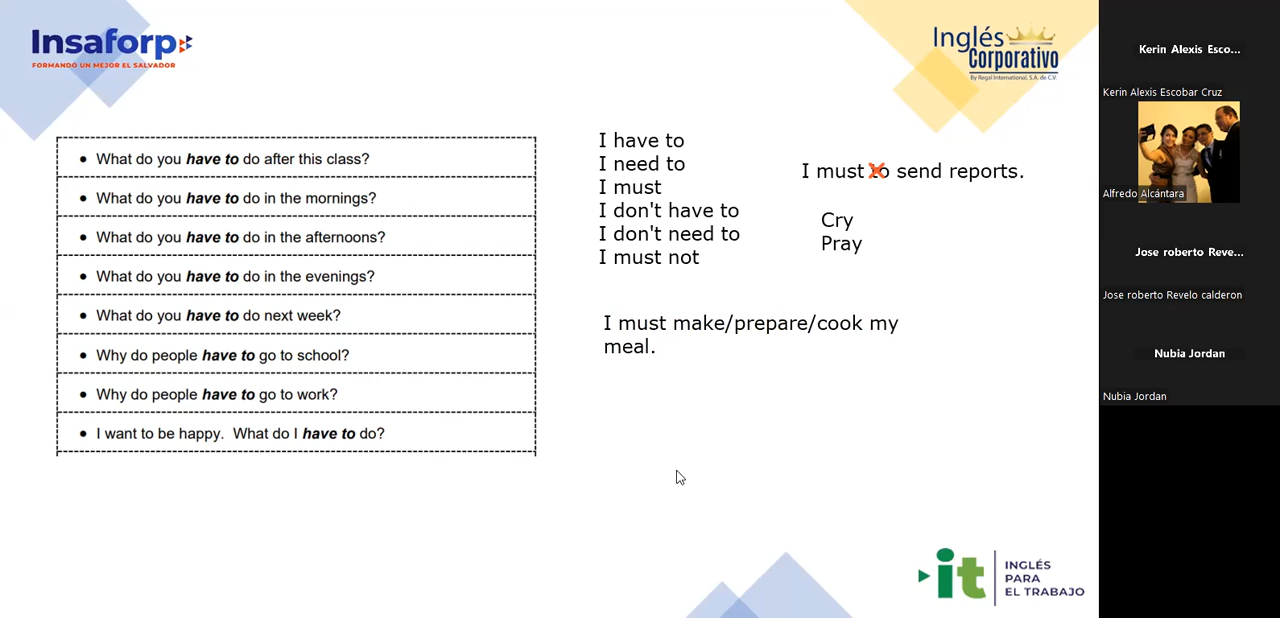 Insaforp
FORMANDO UN MEJOR EL SALVADOR
Inglés
Corporativo
By Regal International, S.A. de C.V.
• What do you have to do after this class?
• What do you have to do in the mornings?
• What do you have to do in the afternoons?
• What do you have to do in the evenings?
• What do you have to do next week?
• Why do people have to go to school?
• Why do people have to go to work?
• I want to be happy. What do I have to do?
I have to
I need to
I must
I don't have to
I don't need to
I must not
I must to send reports.
Cry
Pray
I must make/prepare/cook my
meal.
it
INGLÉS
PARA
EL TRABAJO
Kerin Alexis Esco...
Kerin Alexis Escobar Cruz
Alfredo Alcántara
Jose roberto Reve...
Jose roberto Revelo calderon
Nubia Jordan
Nubia Jordan